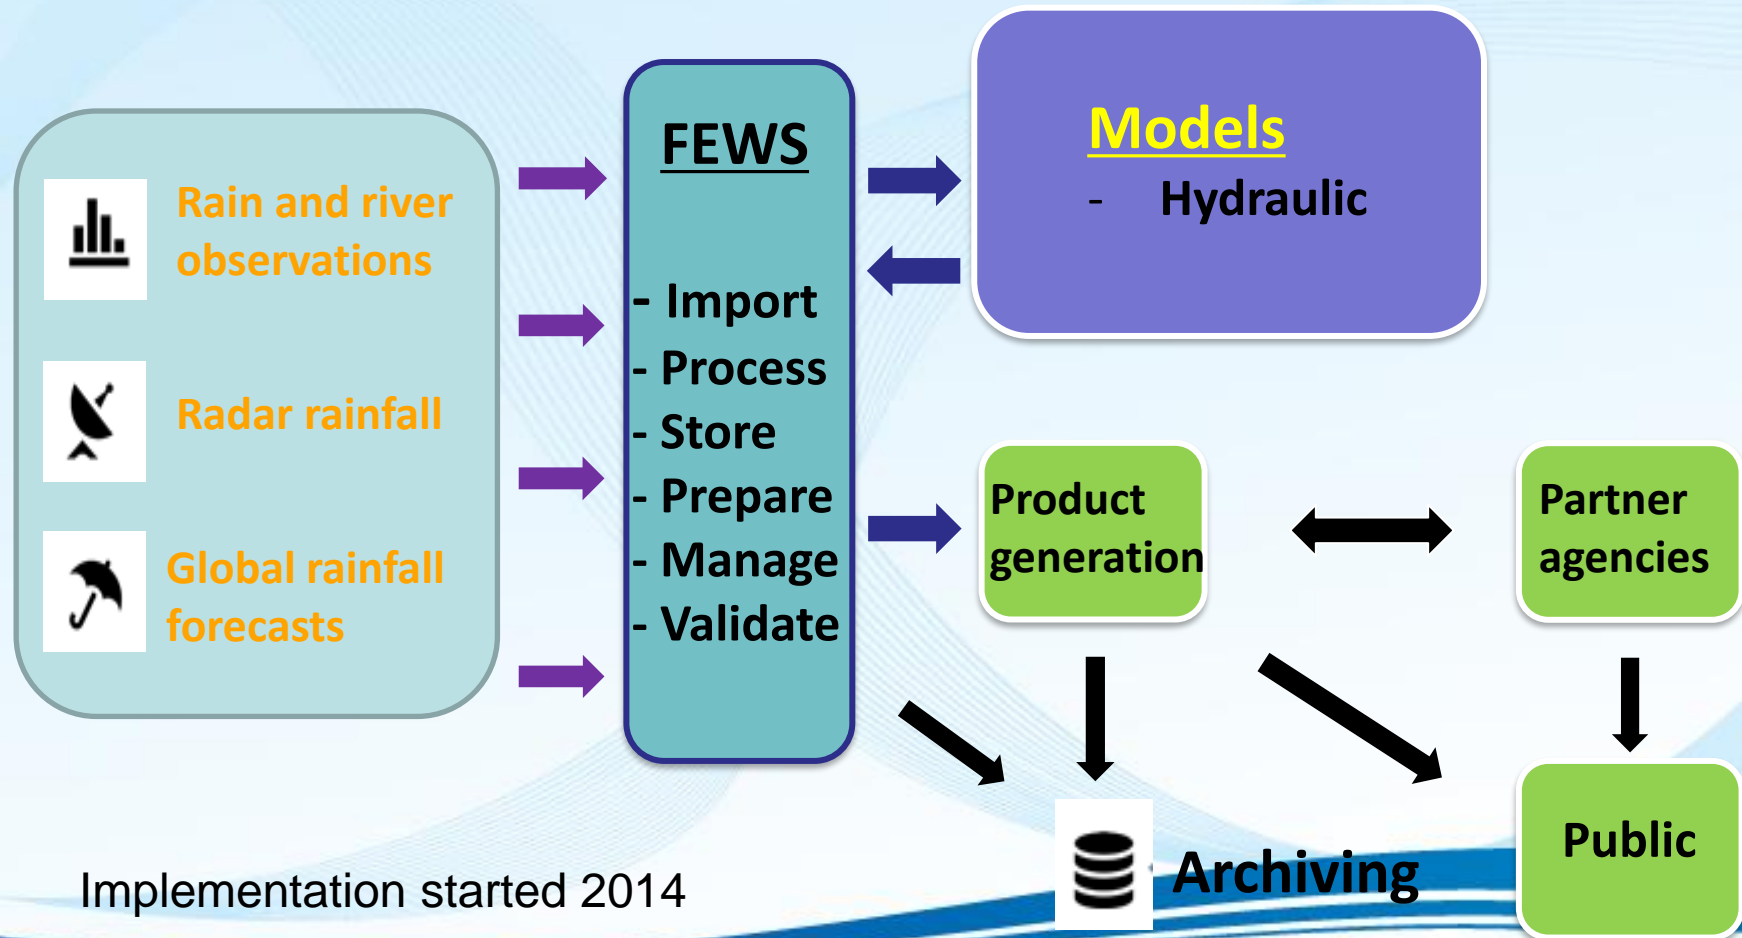 Rain and river
observations
Radar rainfall
Global rainfall
forecasts
FEWS
- Import
- Process
- Store
- Prepare
- Manage
- Validate
Models
- Hydraulic
Product
generation
Partner
agencies
Public
Archiving
Implementation started 2014